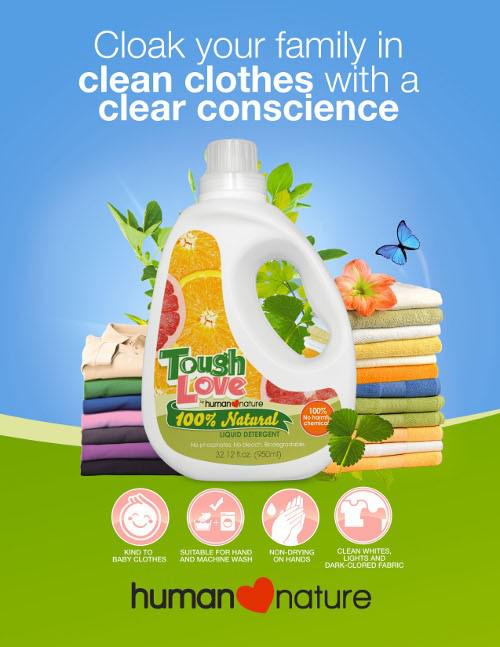 Cloak your family in
clean clothes with a
clear conscience
Tough
Love
by human nature
100% Natural
LIQUID DETERGENT
100%
No harmful
chemicals
No phosphates. No bleach. Biodegradable.
32.12 fl.oz. (950ml)
KIND TO
BABY CLOTHES
SUITABLE FOR HAND
AND MACHINE WASH
NON-DRYING
ON HANDS
CLEAN WHITES,
LIGHTS AND
DARK-CLORED FABRIC
human nature